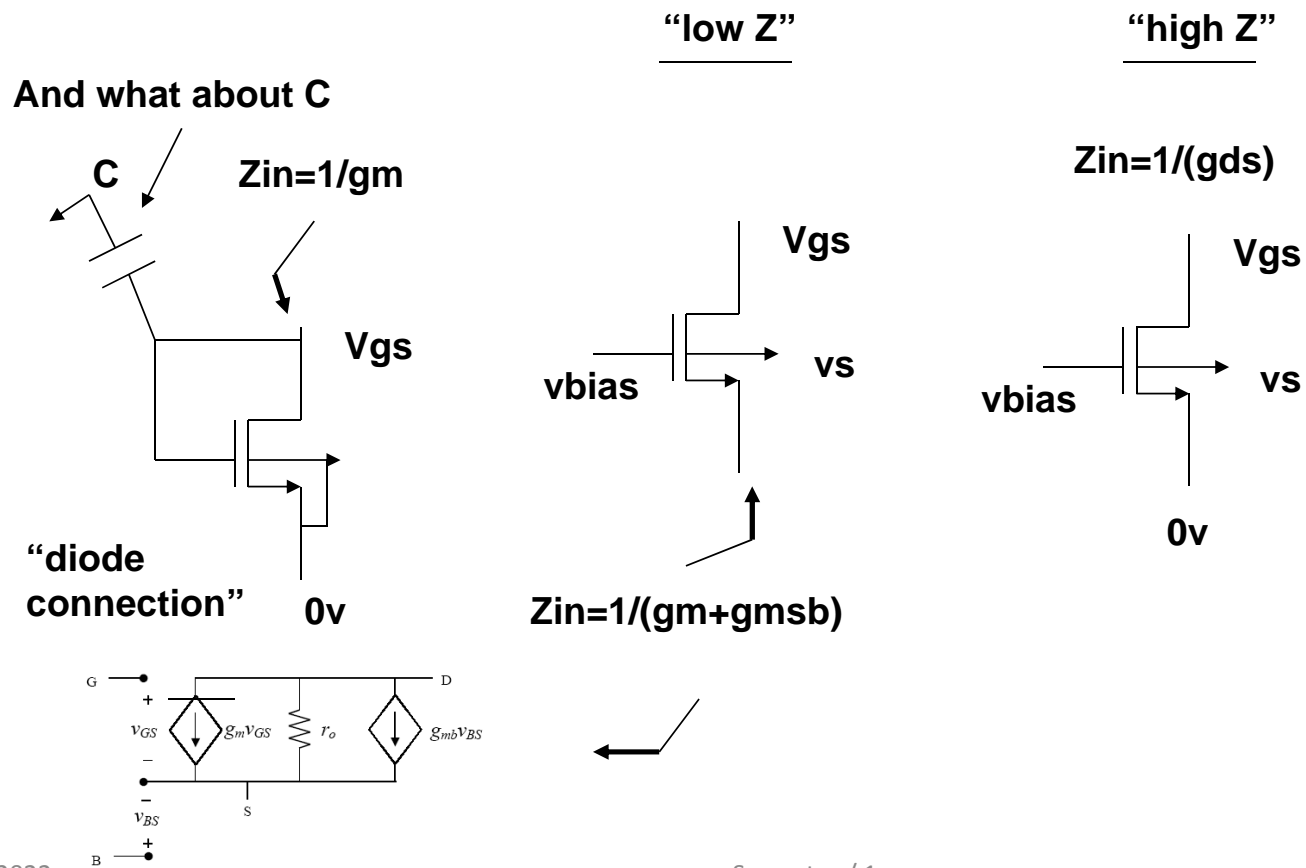 “low Z”
“high Z”
And what about C
C
Zin=1/gm
Zin=1/(gds)
Vgs
Vgs
Vgs
vbias
vs
vbias
vs
“diode
connection”
0v
Zin=1/(gm+gmsb)
0v
G
D
+
vGS
gmvGS
ro
gmbvBS
–
–
S
vBS
+
B